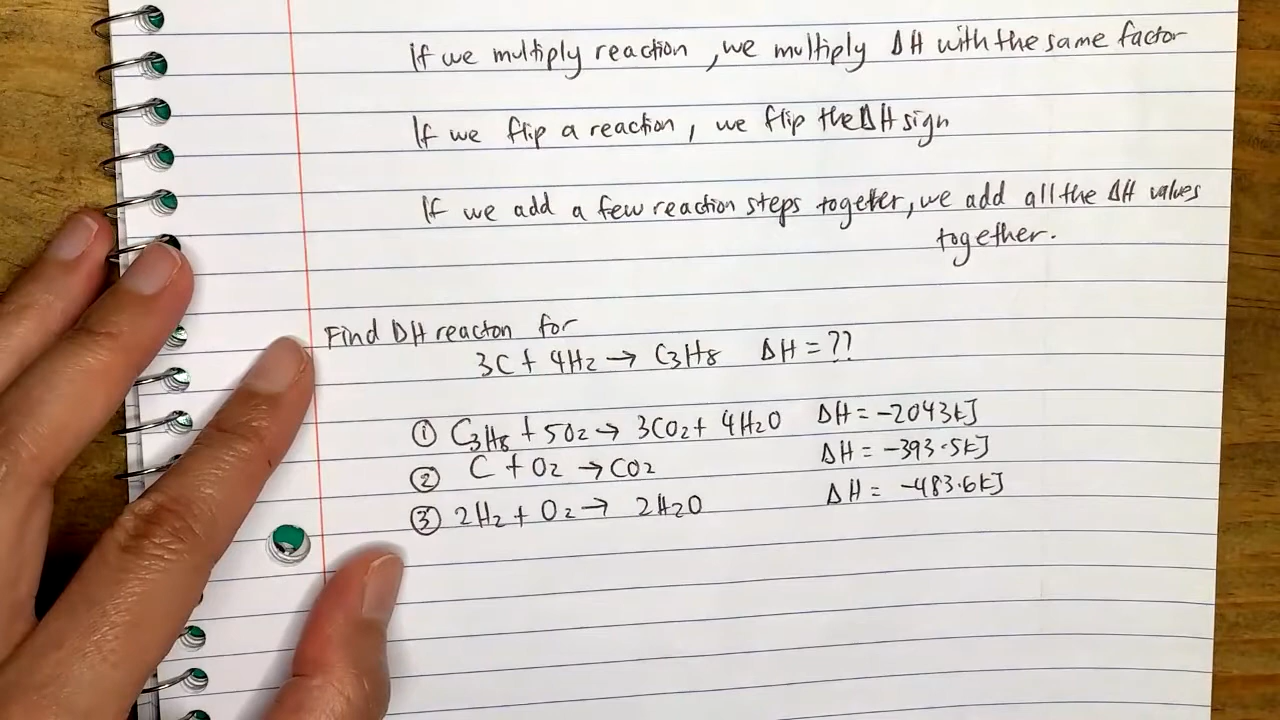 If we multiply reaction, we multiply ΔH with the same factor
If we flip a reaction, we flip the ΔH sign
If we add a few reaction steps together, we add all the ΔH values
together.
Find ΔH reacton for
3C + 4H₂ → C₃H₈ ΔH = ??
① C₃H₈ + 5O₂ → 3CO₂ + 4H₂O ΔH = -2043kJ
② C + O₂ → CO₂ ΔH = -393.5kJ
③ 2H₂ + O₂ → 2H₂O ΔH = -483.6kJ